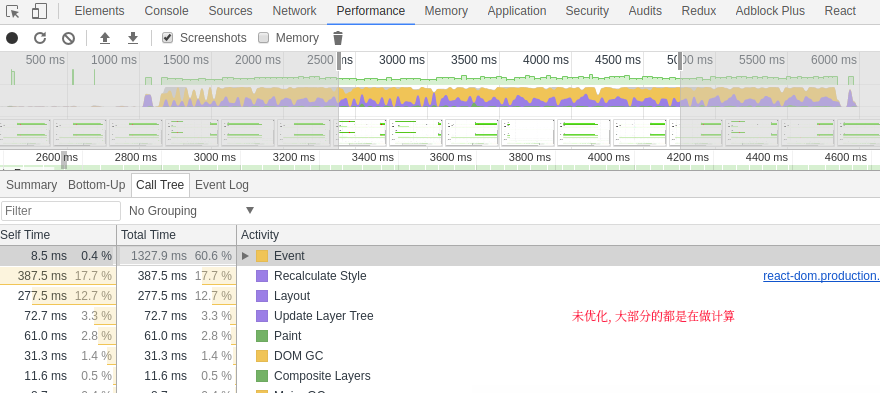 Elements Console Sources Network Performance Memory Application Security Audits Redux Adblock Plus React
Screenshots Memory
500 ms 1000 ms 1500 ms 2000 ms 2500 ms 3000 ms 3500 ms 4000 ms 4500 ms 5500 ms 6000 ms
2600 ms 2800 ms 3000 ms 3200 ms 3400 ms 3600 ms 3800 ms 4000 ms 4200 ms 4400 ms 4600 ms
Summary Bottom-Up Call Tree Event Log
Filter No Grouping
Self Time Total Time Activity
8.5 ms 0.4 % 1327.9 ms 60.6 % Event
387.5 ms 17.7 % 387.5 ms 17.7 % Recalculate Style react-dom.production.
277.5 ms 12.7 % 277.5 ms 12.7 % Layout
72.7 ms 3.3 % 72.7 ms 3.3 % Update Layer Tree 未优化, 大部分的都是在做计算
61.0 ms 2.8 % 61.0 ms 2.8 % Paint
31.3 ms 1.4 % 31.3 ms 1.4 % DOM GC
11.6 ms 0.5 % 11.6 ms 0.5 % Composite Layers